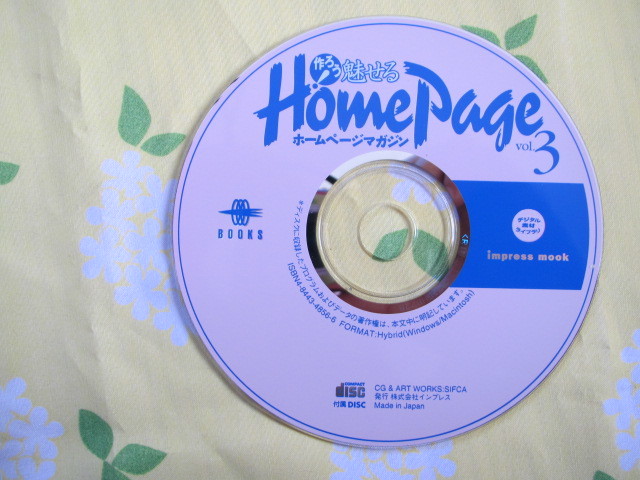 作ろう!
魅せる
HomePage
ホームページマガジン
vol.3
BOOKS
デジタル
素材
ライブラリ
impress mook
※ディスクに収録したプログラムおよびデータの著作権は、本文中に明記しています。
ISBN4-8443-4856-6 FORMAT:Hybrid(Windows/Macintosh)
COMPACT
disc
付属 DISC
CG & ART WORKS:SIFCA
発行 株式会社インプレス
Made in Japan